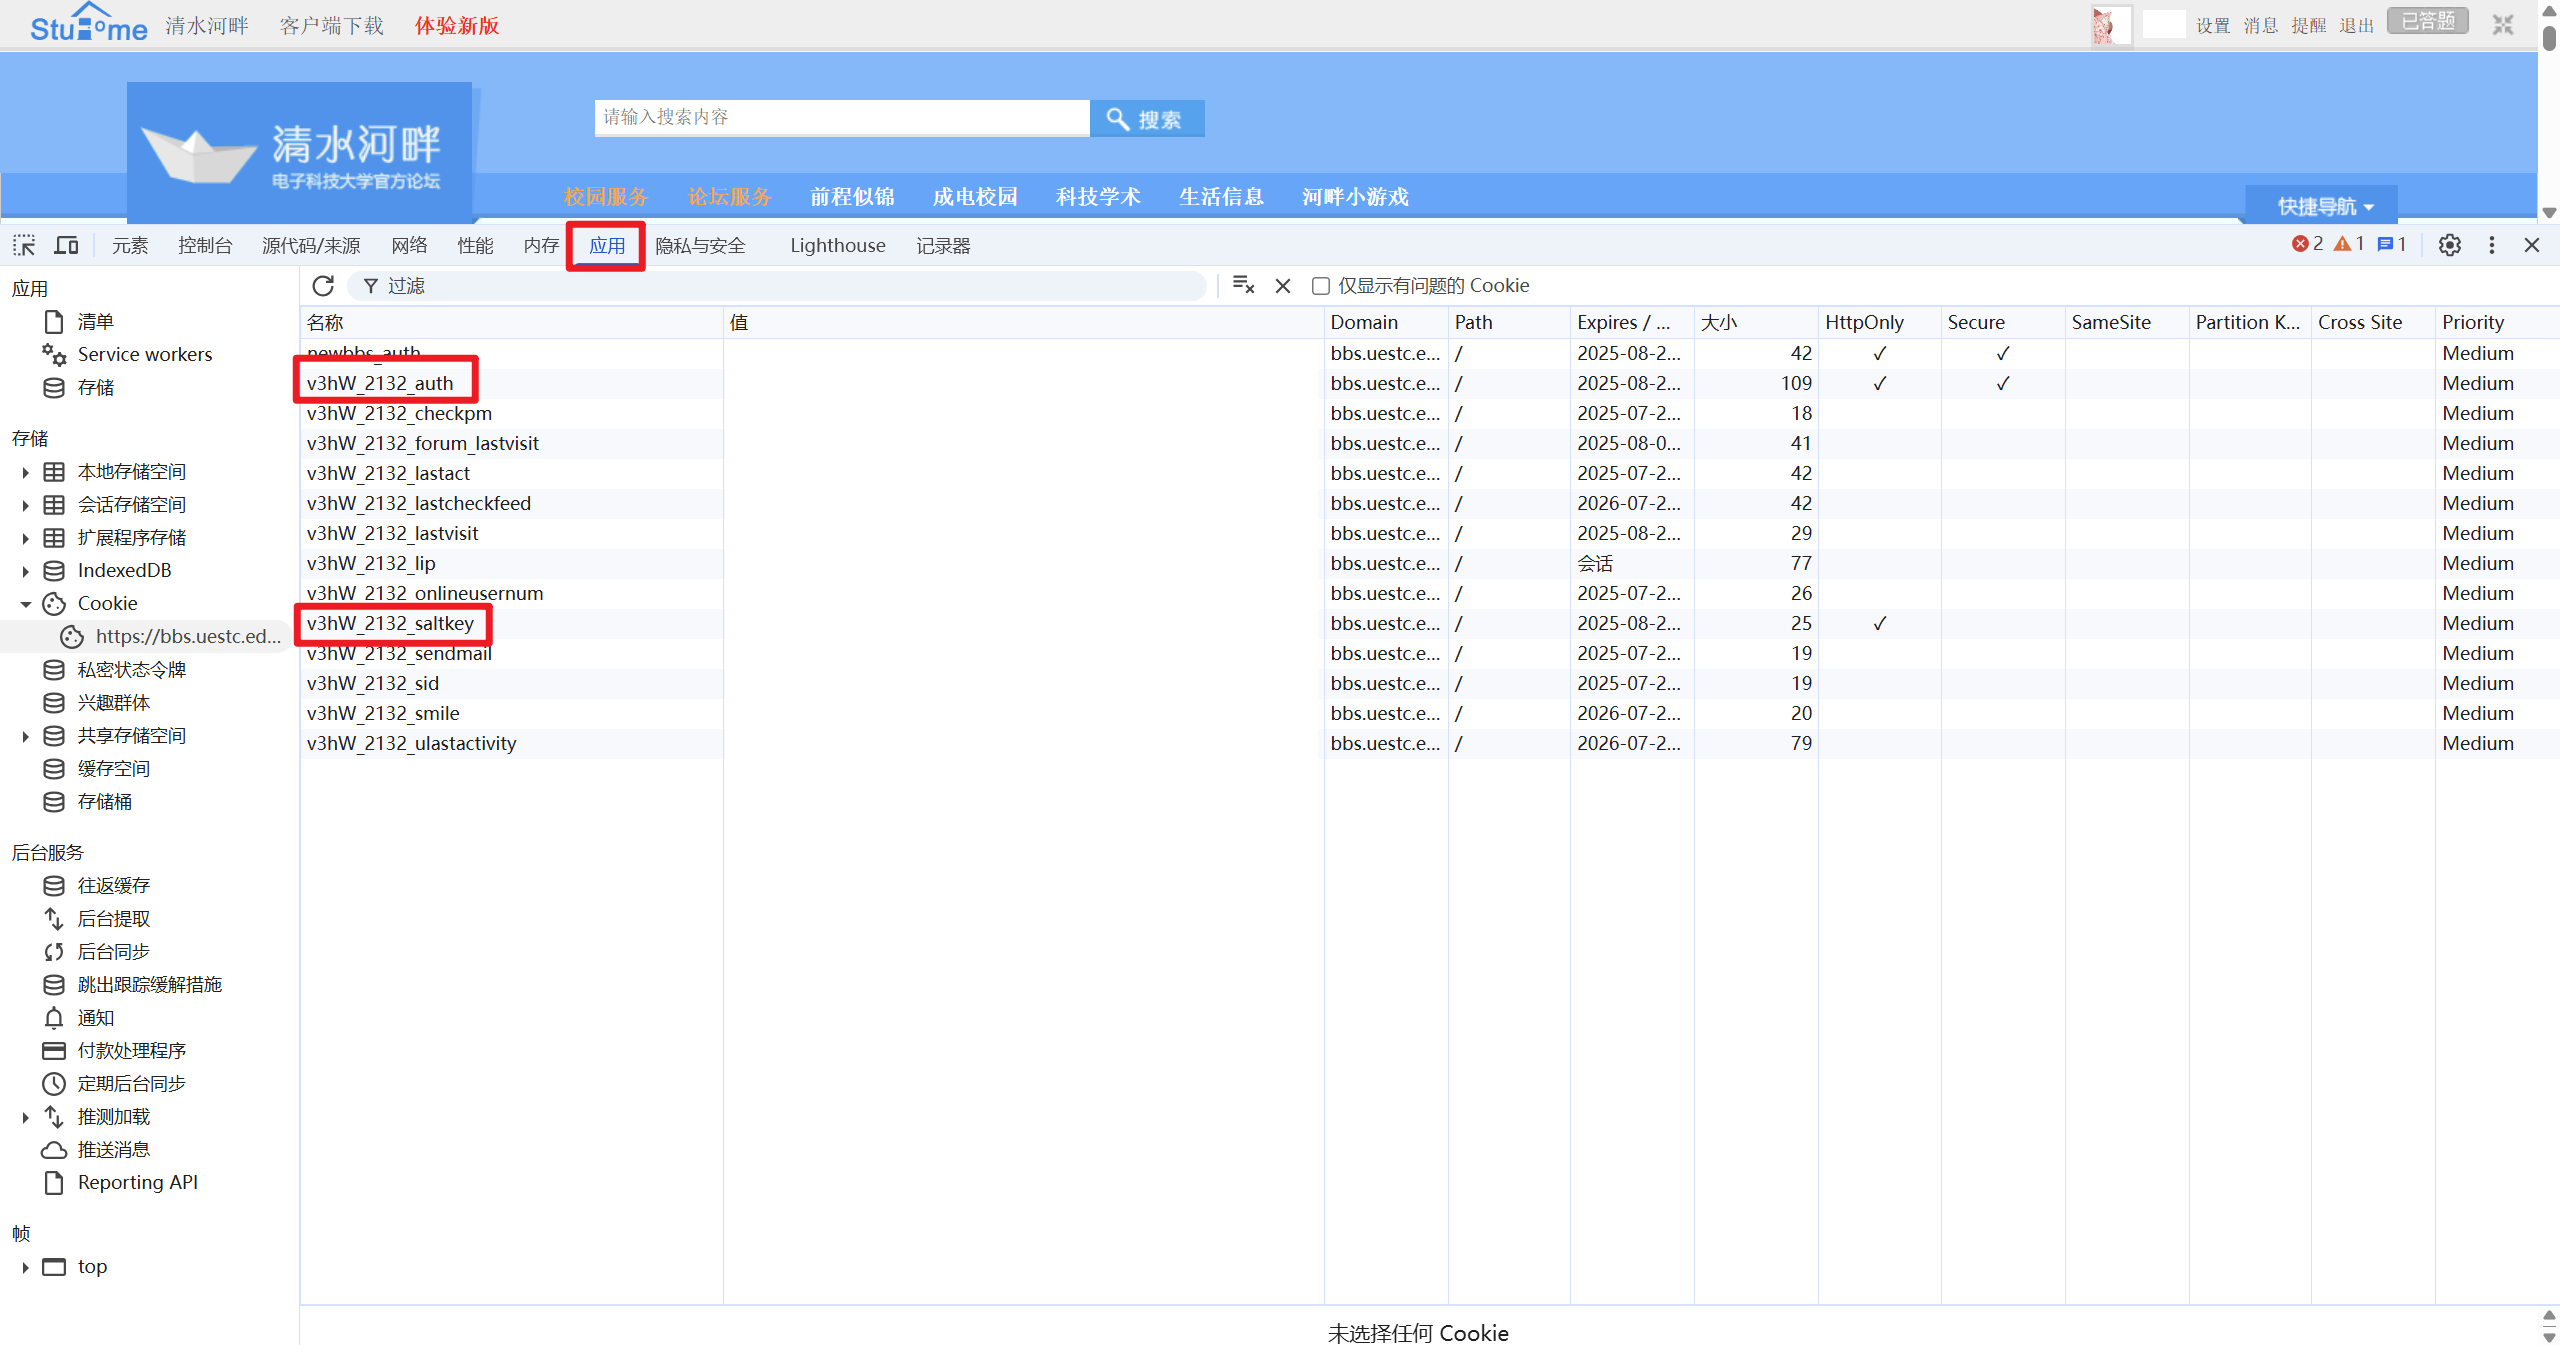 StuHome 清水河畔 客户端下载 体验新版 设置 消息 提醒 退出 已答题
清水河畔
电子科技大学官方论坛
请输入搜索内容 搜索
校园服务 论坛服务 前程似锦 成电校园 科技学术 生活信息 河畔小游戏 快捷导航
元素 控制台 源代码/来源 网络 性能 内存 应用 隐私与安全 Lighthouse 记录器 2 1 1
过滤 仅显示有问题的 Cookie
应用
清单
Service workers
存储
存储
本地存储空间
会话存储空间
扩展程序存储
IndexedDB
Cookie
https://bbs.uestc.ed...
私密状态令牌
兴趣群体
共享存储空间
缓存空间
存储桶
后台服务
往返缓存
后台提取
后台同步
跳出跟踪缓解措施
通知
付款处理程序
定期后台同步
推测加载
推送消息
Reporting API
帧
top
名称 值 Domain Path Expires / ... 大小 HttpOnly Secure SameSite Partition K... Cross Site Priority
newbbs_auth bbs.uestc.e... / 2025-08-2... 42 ✓ ✓ Medium
v3hW_2132_auth bbs.uestc.e... / 2025-08-2... 109 ✓ ✓ Medium
v3hW_2132_checkpm bbs.uestc.e... / 2025-07-2... 18 Medium
v3hW_2132_forum_lastvisit bbs.uestc.e... / 2025-08-0... 41 Medium
v3hW_2132_lastact bbs.uestc.e... / 2025-07-2... 42 Medium
v3hW_2132_lastcheckfeed bbs.uestc.e... / 2026-07-2... 42 Medium
v3hW_2132_lastvisit bbs.uestc.e... / 2025-08-2... 29 Medium
v3hW_2132_lip bbs.uestc.e... / 会话 77 Medium
v3hW_2132_onlineusernum bbs.uestc.e... / 2025-07-2... 26 Medium
v3hW_2132_saltkey bbs.uestc.e... / 2025-08-2... 25 ✓ Medium
v3hW_2132_sendmail bbs.uestc.e... / 2025-07-2... 19 Medium
v3hW_2132_sid bbs.uestc.e... / 2025-07-2... 19 Medium
v3hW_2132_smile bbs.uestc.e... / 2026-07-2... 20 Medium
v3hW_2132_ulastactivity bbs.uestc.e... / 2026-07-2... 79 Medium
未选择任何 Cookie